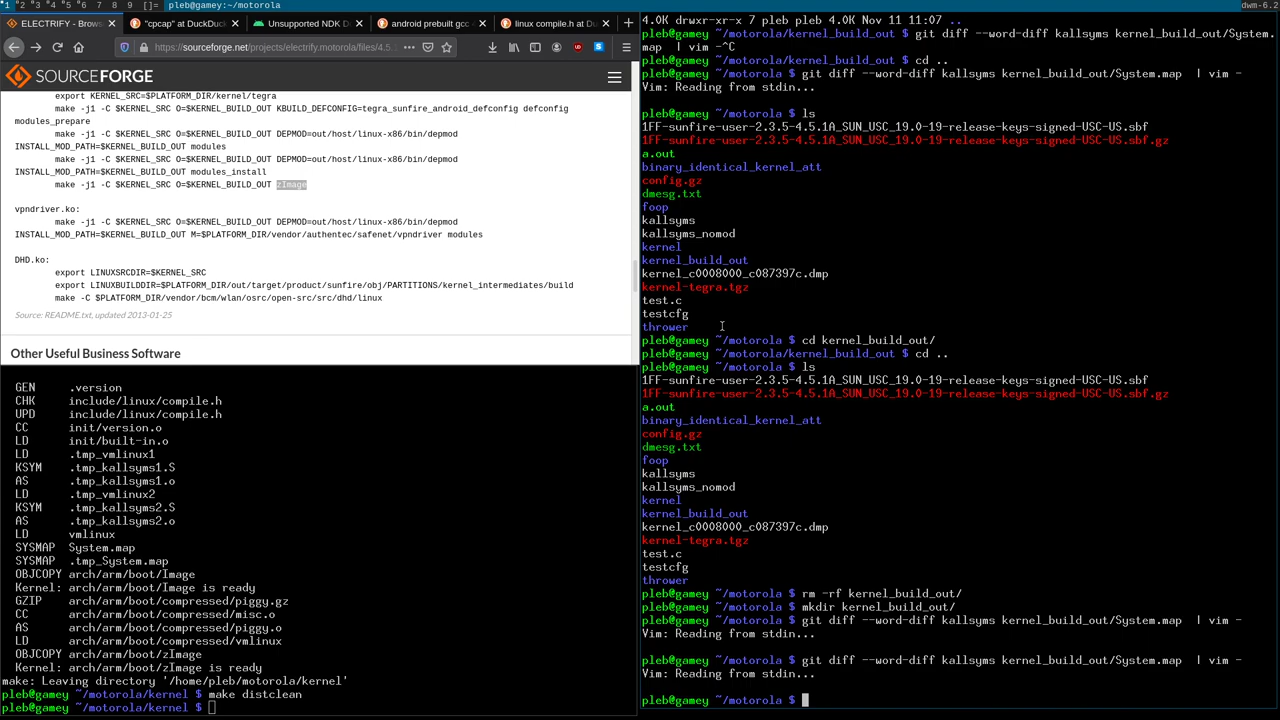 1 2 3 4 5 6 7 8 9 []= pleb@gamey:~/motorola dwm-6.2
ELECTRIFY - Browse "cpcap" at DuckDuck Unsupported NDK D android prebuilt gcc linux compile.h at Du
https://sourceforge.net/projects/electrify.motorola/files/4.5.
SOURCEFORGE
export KERNEL_SRC=$PLATFORM_DIR/kernel/tegra
make -j1 -C $KERNEL_SRC O=$KERNEL_BUILD_OUT KBUILD_DEFCONFIG=tegra_sunfire_android_defconfig defconfig
modules_prepare
make -j1 -C $KERNEL_SRC O=$KERNEL_BUILD_OUT DEPMOD=out/host/linux-x86/bin/depmod
INSTALL_MOD_PATH=$KERNEL_BUILD_OUT modules
make -j1 -C $KERNEL_SRC O=$KERNEL_BUILD_OUT DEPMOD=out/host/linux-x86/bin/depmod
INSTALL_MOD_PATH=$KERNEL_BUILD_OUT modules_install
make -j1 -C $KERNEL_SRC O=$KERNEL_BUILD_OUT zImage
vpndriver.ko:
make -j1 -C $KERNEL_SRC O=$KERNEL_BUILD_OUT DEPMOD=out/host/linux-x86/bin/depmod
INSTALL_MOD_PATH=$KERNEL_BUILD_OUT M=$PLATFORM_DIR/vendor/authentec/safenet/vpndriver modules
DHD.ko:
export LINUXSRCDIR=$KERNEL_SRC
export LINUXBUILDDIR=$PLATFORM_DIR/out/target/product/sunfire/obj/PARTITIONS/kernel_intermediates/build
make -C $PLATFORM_DIR/vendor/bcm/wlan/osrc/open-src/src/dhd/linux
Source: README.txt, updated 2013-01-25
Other Useful Business Software
GEN .version
CHK include/linux/compile.h
UPD include/linux/compile.h
CC init/version.o
LD init/built-in.o
LD .tmp_vmlinux1
KSYM .tmp_kallsyms1.S
AS .tmp_kallsyms1.o
LD .tmp_vmlinux2
KSYM .tmp_kallsyms2.S
AS .tmp_kallsyms2.o
LD vmlinux
SYSMAP System.map
SYSMAP .tmp_System.map
OBJCOPY arch/arm/boot/Image
Kernel: arch/arm/boot/Image is ready
GZIP arch/arm/boot/compressed/piggy.gz
CC arch/arm/boot/compressed/misc.o
AS arch/arm/boot/compressed/piggy.o
LD arch/arm/boot/compressed/vmlinux
OBJCOPY arch/arm/boot/zImage
Kernel: arch/arm/boot/zImage is ready
make: Leaving directory '/home/pleb/motorola/kernel'
pleb@gamey ~/motorola/kernel $ make distclean
pleb@gamey ~/motorola/kernel $
4.0K drwxr-xr-x 7 pleb pleb 4.0K Nov 11 11:07 ..
pleb@gamey ~/motorola/kernel_build_out $ git diff --word-diff kallsyms kernel_build_out/System.
map | vim -^C
pleb@gamey ~/motorola/kernel_build_out $ cd ..
pleb@gamey ~/motorola $ git diff --word-diff kallsyms kernel_build_out/System.map | vim -
Vim: Reading from stdin...
pleb@gamey ~/motorola $ ls
1FF-sunfire-user-2.3.5-4.5.1A_SUN_USC_19.0-19-release-keys-signed-USC-US.sbf
1FF-sunfire-user-2.3.5-4.5.1A_SUN_USC_19.0-19-release-keys-signed-USC-US.sbf.gz
a.out
binary_identical_kernel_att
config.gz
dmesg.txt
foop
kallsyms
kallsyms_nomod
kernel
kernel_build_out
kernel_c0008000_c087397c.dmp
kernel-tegra.tgz
test.c
testcfg
thrower
pleb@gamey ~/motorola $ cd kernel_build_out/
pleb@gamey ~/motorola/kernel_build_out $ cd ..
pleb@gamey ~/motorola $ ls
1FF-sunfire-user-2.3.5-4.5.1A_SUN_USC_19.0-19-release-keys-signed-USC-US.sbf
1FF-sunfire-user-2.3.5-4.5.1A_SUN_USC_19.0-19-release-keys-signed-USC-US.sbf.gz
a.out
binary_identical_kernel_att
config.gz
dmesg.txt
foop
kallsyms
kallsyms_nomod
kernel
kernel_build_out
kernel_c0008000_c087397c.dmp
kernel-tegra.tgz
test.c
testcfg
thrower
pleb@gamey ~/motorola $ rm -rf kernel_build_out/
pleb@gamey ~/motorola $ mkdir kernel_build_out/
pleb@gamey ~/motorola $ git diff --word-diff kallsyms kernel_build_out/System.map | vim -
Vim: Reading from stdin...
pleb@gamey ~/motorola $ git diff --word-diff kallsyms kernel_build_out/System.map | vim -
Vim: Reading from stdin...
pleb@gamey ~/motorola $